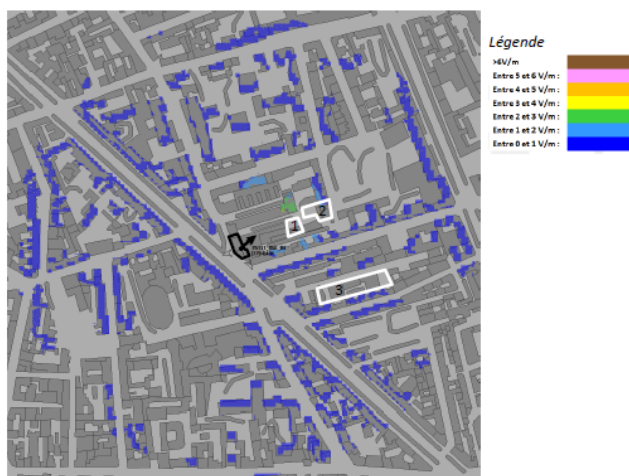 Légende
>6V/m
Entre 5 et 6 V/m :
Entre 4 et 5 V/m :
Entre 3 et 4 V/m :
Entre 2 et 3 V/m :
Entre 1 et 2 V/m :
Entre 0 et 1 V/m :
2
1
3